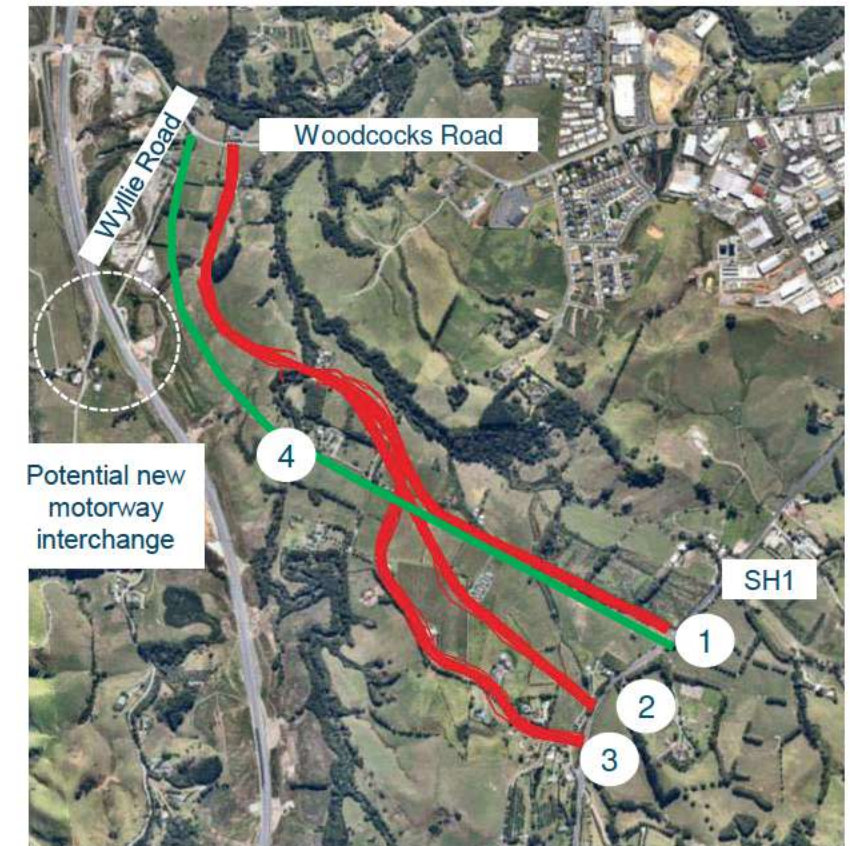 Woodcocks Road
Wyllie Road
4
Potential new
motorway
interchange
SH1
1
2
3